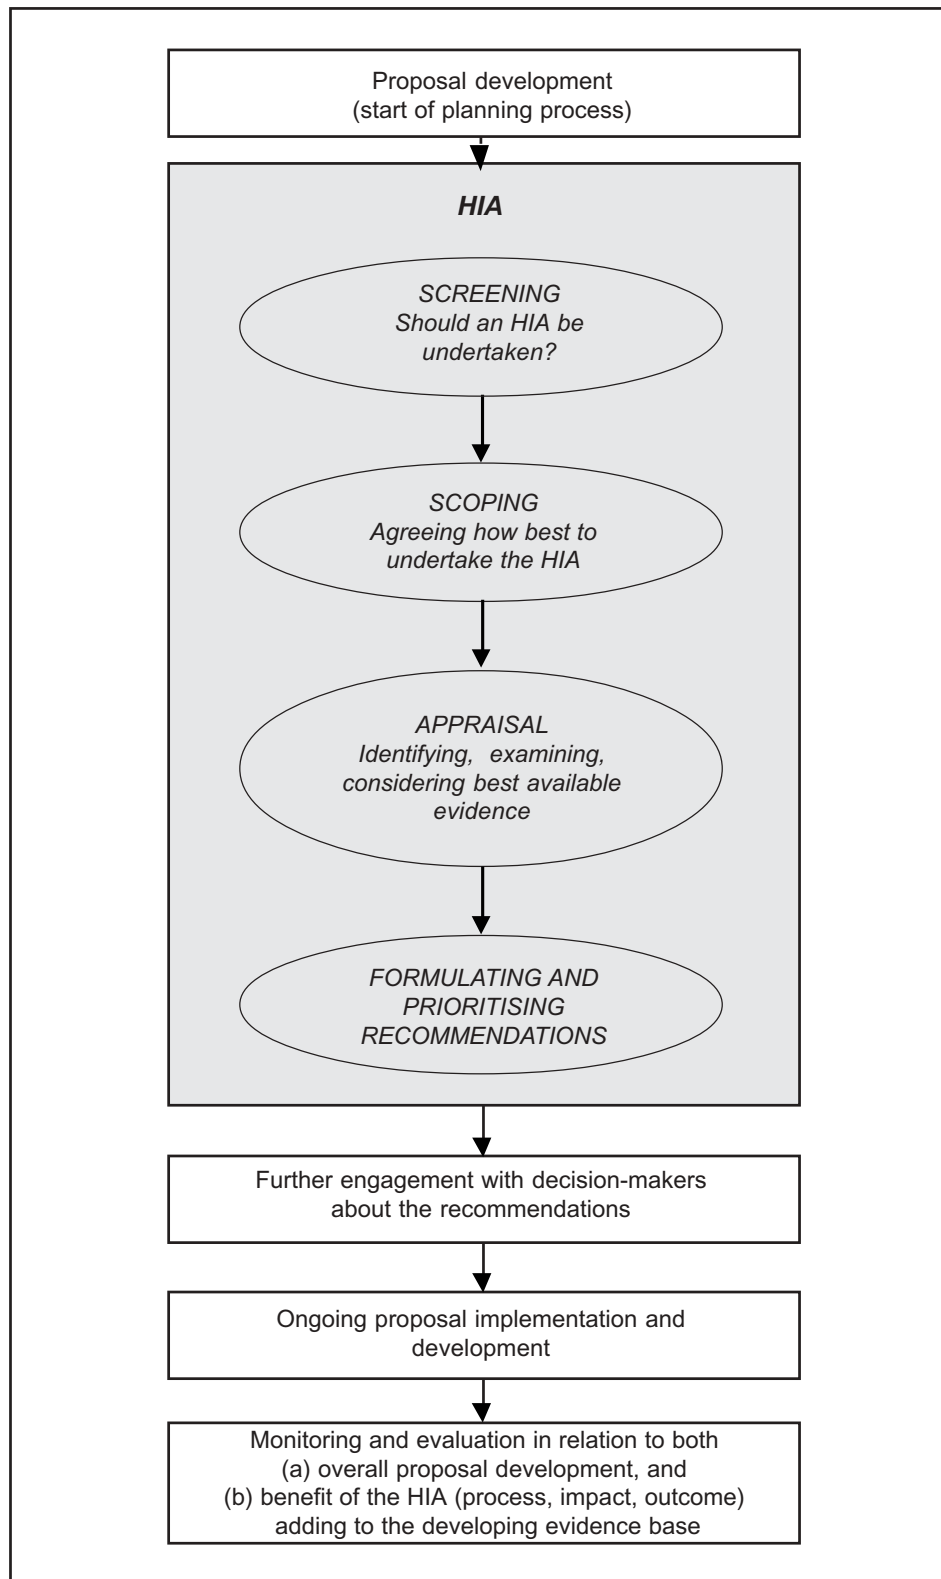 Proposal development
(start of planning process)
HIA
SCREENING
Should an HIA be
undertaken?
SCOPING
Agreeing how best to
undertake the HIA
APPRAISAL
Identifying, examining,
considering best available
evidence
FORMULATING AND
PRIORITISING
RECOMMENDATIONS
Further engagement with decision-makers
about the recommendations
Ongoing proposal implementation and
development
Monitoring and evaluation in relation to both
(a) overall proposal development, and
(b) benefit of the HIA (process, impact, outcome)
adding to the developing evidence base